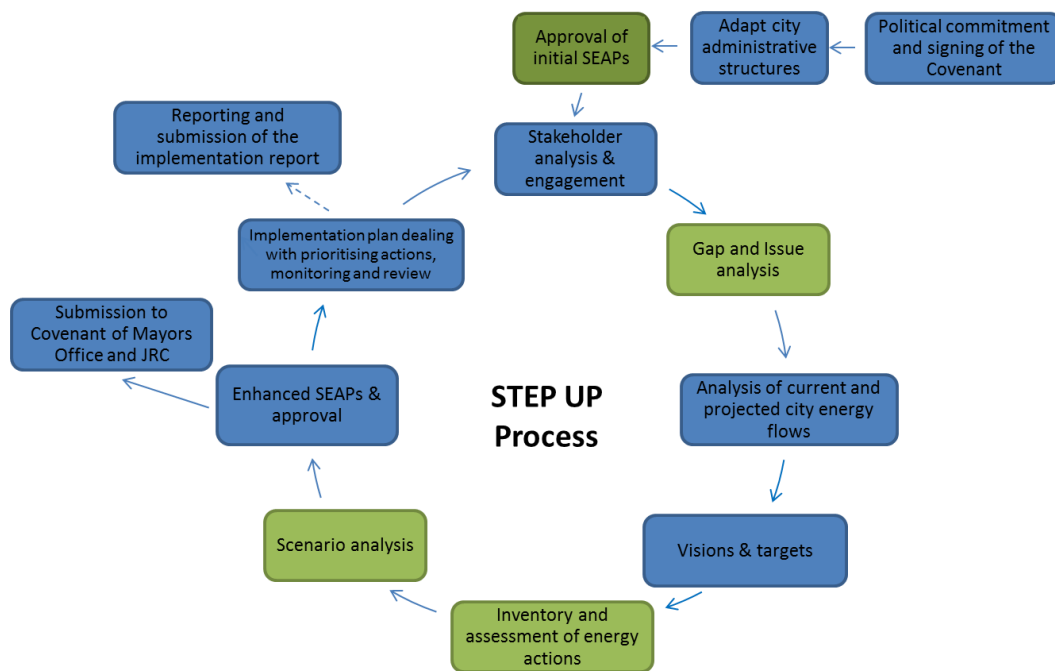 Approval of
initial SEAPs
Adapt city
administrative
structures
Political commitment
and signing of the
Covenant
Reporting and
submission of the
implementation report
Stakeholder
analysis &
engagement
Implementation plan dealing
with prioritising actions,
monitoring and review
Gap and Issue
analysis
Submission to
Covenant of Mayors
Office and JRC
Enhanced SEAPs &
approval
STEP UP
Process
Analysis of current and
projected city energy
flows
Scenario analysis
Visions & targets
Inventory and
assessment of energy
actions